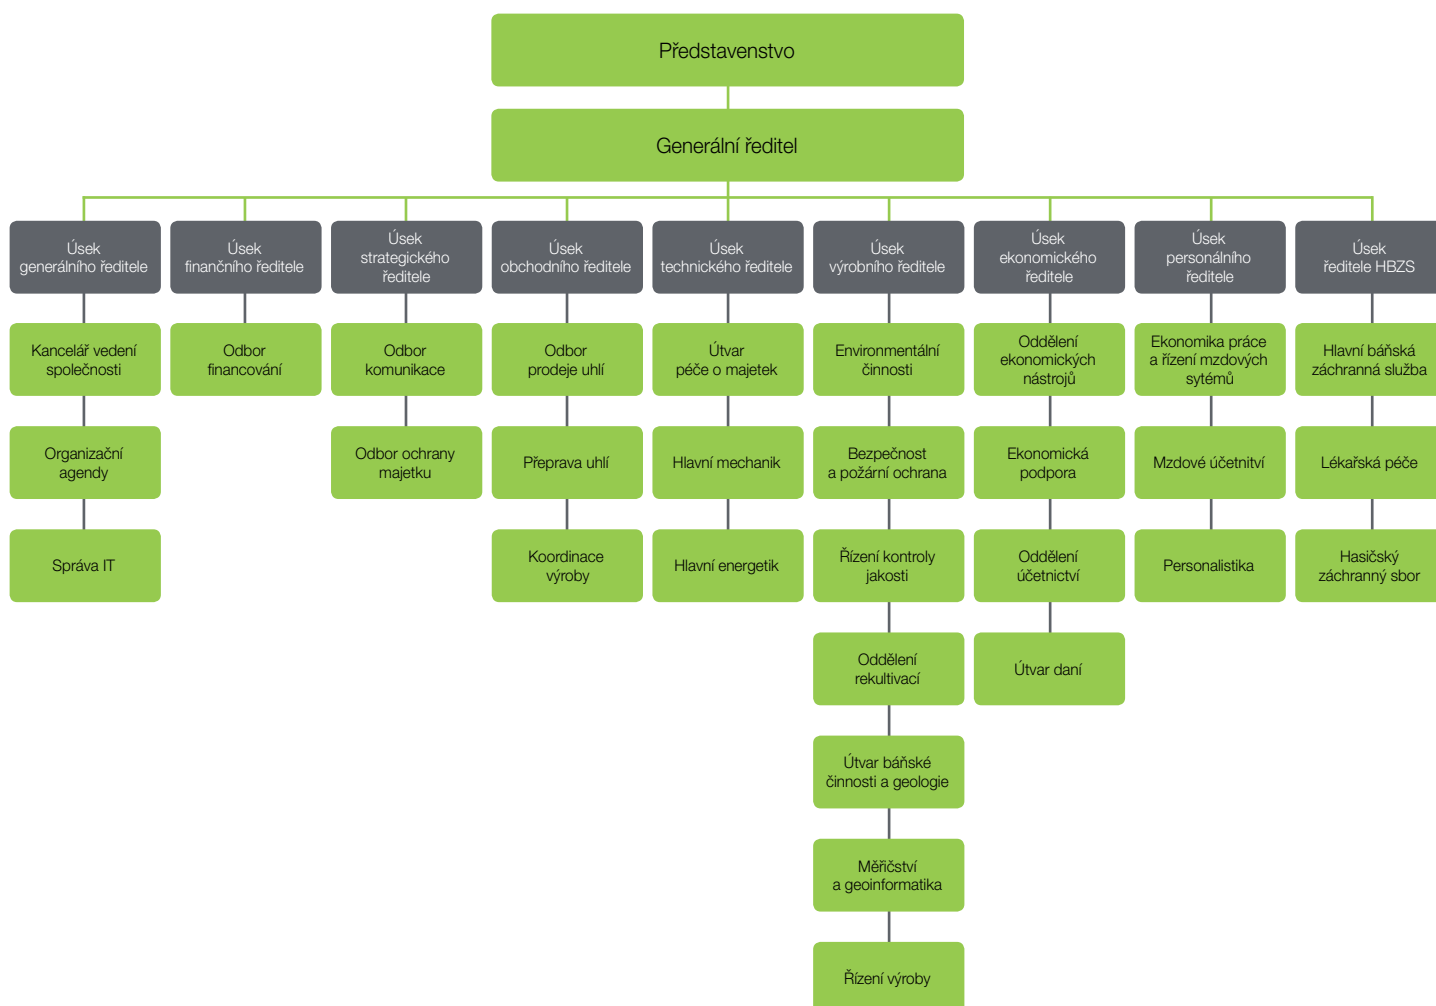 Představenstvo
Generální ředitel
Úsek
generálního ředitele
Úsek
finančního ředitele
Úsek
strategického
ředitele
Úsek
obchodního ředitele
Úsek
technického ředitele
Úsek
výrobního ředitele
Úsek
ekonomického
ředitele
Úsek
personálního
ředitele
Úsek
ředitele HBZS
Kancelář vedení
společnosti
Odbor
financování
Odbor
komunikace
Odbor
prodeje uhlí
Útvar
péče o majetek
Environmentální
činnosti
Oddělení
ekonomických
nástrojů
Ekonomika práce
a řízení mzdových
sytémů
Hlavní báňská
záchranná služba
Organizační
agendy
Odbor ochrany
majetku
Přeprava uhlí
Hlavní mechanik
Bezpečnost
a požární ochrana
Ekonomická
podpora
Mzdové účetnitví
Lékařská péče
Správa IT
Koordinace
výroby
Hlavní energetik
Řízení kontroly
jakosti
Oddělení
účetnictví
Personalistika
Hasičský
záchranný sbor
Oddělení
rekultivací
Útvar daní
Útvar báňské
činnosti a geologie
Měřičství
a geoinformatika
Řízení výroby